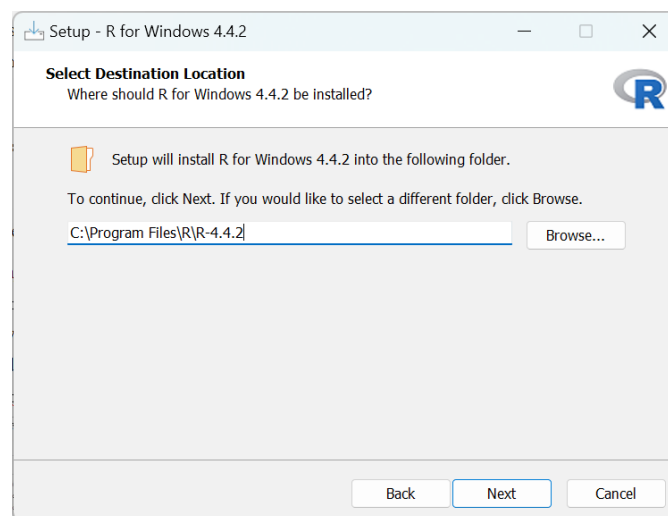 Setup - R for Windows 4.4.2
Select Destination Location
Where should R for Windows 4.4.2 be installed?
R
Setup will install R for Windows 4.4.2 into the following folder.
To continue, click Next. If you would like to select a different folder, click Browse.
C:\Program Files\R\R-4.4.2
Browse...
Back
Next
Cancel